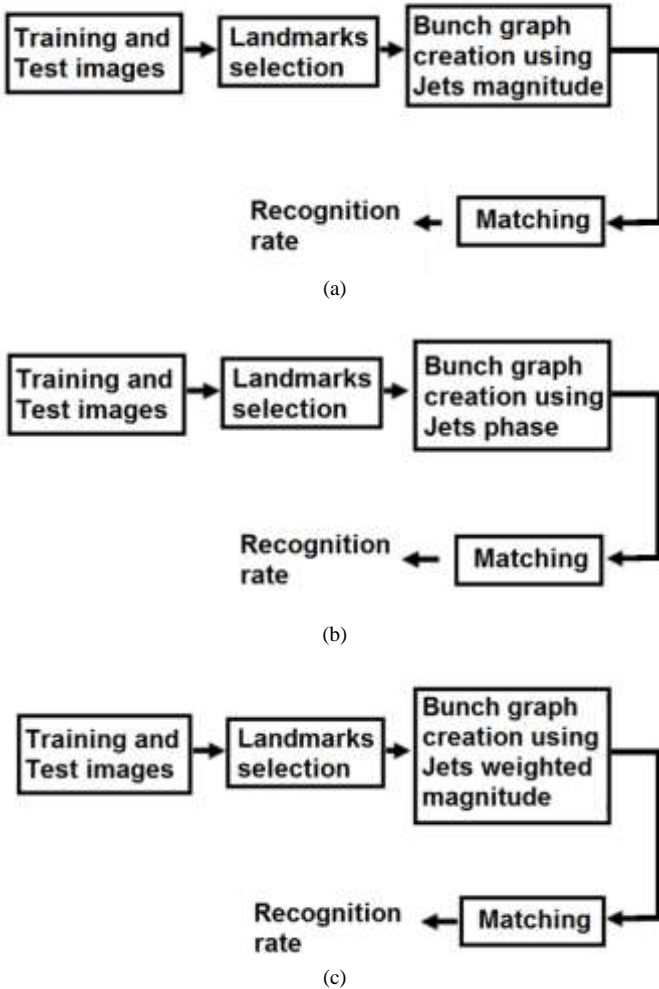 Training and
Test images
Landmarks
selection
Bunch graph
creation using
Jets magnitude
Matching
Recognition
rate
(a)
Training and
Test images
Landmarks
selection
Bunch graph
creation using
Jets phase
Matching
Recognition
rate
(b)
Training and
Test images
Landmarks
selection
Bunch graph
creation using
Jets weighted
magnitude
Matching
Recognition
rate
(c)